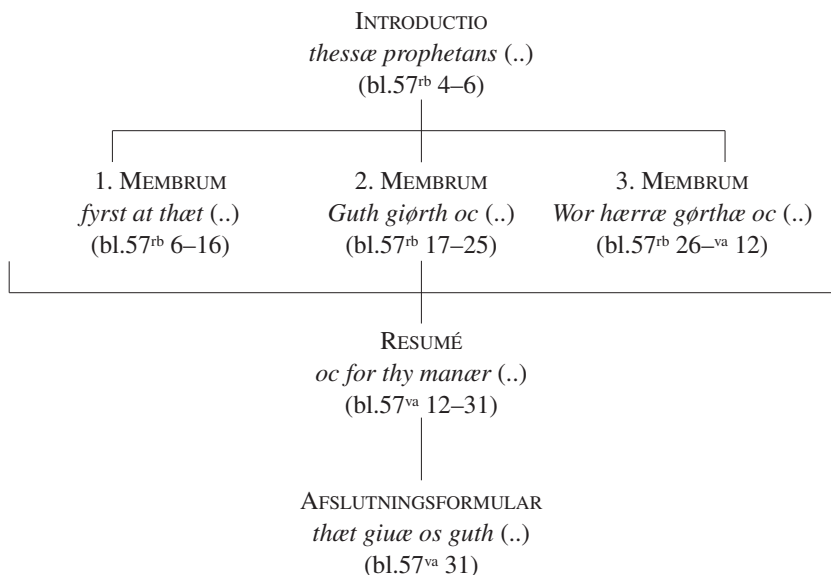 INTRODUCTIO
thessæ prophetans (..)
(bl.57rb 4–6)
1. MEMBRUM
fyrst at thæt (..)
(bl.57rb 6–16)
2. MEMBRUM
Guth giørth oc (..)
(bl.57rb 17–25)
3. MEMBRUM
Wor hærræ gørthæ oc (..)
(bl.57rb 26–va 12)
RESUMÉ
oc for thy manær (..)
(bl.57va 12–31)
AFSLUTNINGSFORMULAR
thæt giuæ os guth (..)
(bl.57va 31)